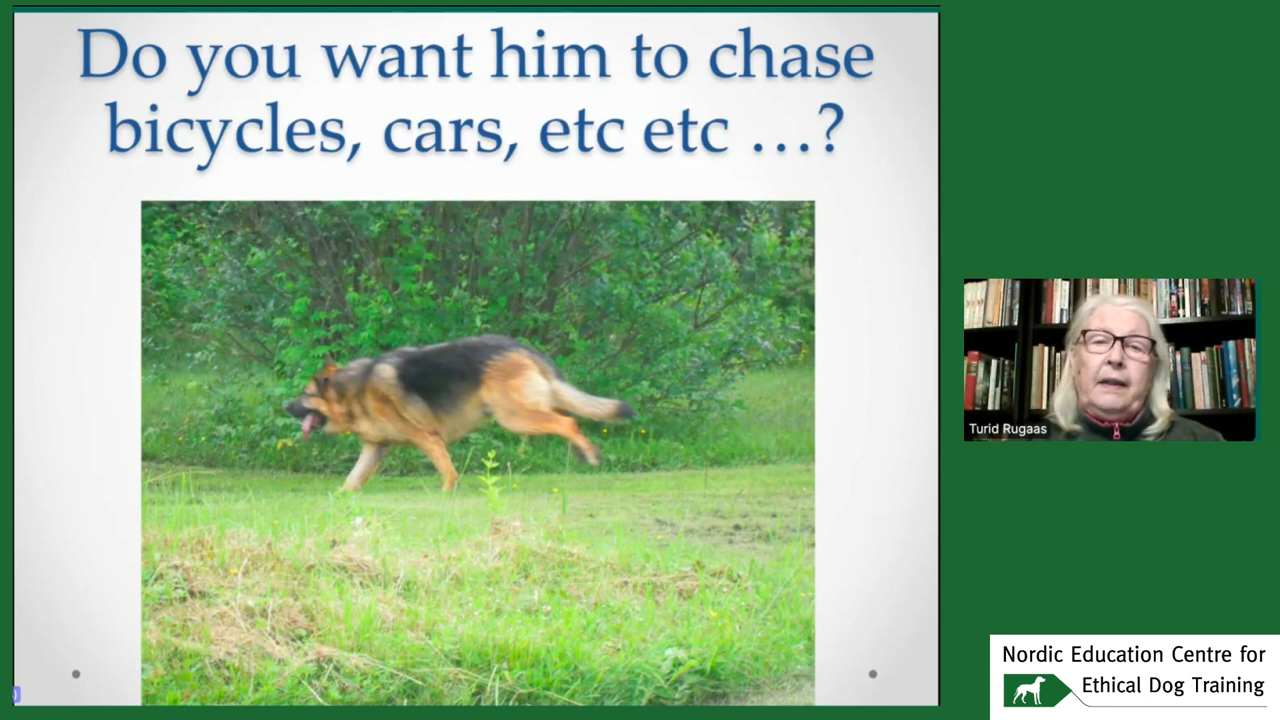 Do you want him to chase
bicycles, cars, etc etc ...?
Turid Rugaas
Nordic Education Centre for
Ethical Dog Training